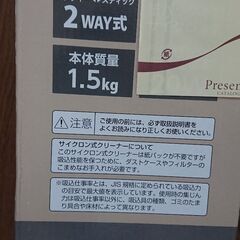 スティック
2 WAY式
本体質量
1.5kg
Presen
CATALOG
注意
ご使用の前には、必ず取扱説明書を
よくお読みになり正しくお使いください。
サイクロン式クリーナーについて
このサイクロン式クリーナーは紙パックが不要ですが
吸込性能を保つために、ダストケースやフィルターの
こまめなお手入れが必要です。
※吸込仕事率とは、JIS規格に定められている吸込力
の目安で最大値を表示しています。使用時の集じん力
は、吸込仕事率以外に、吸込具の種類、ゴミのたま
り具合や床材によって異なります。